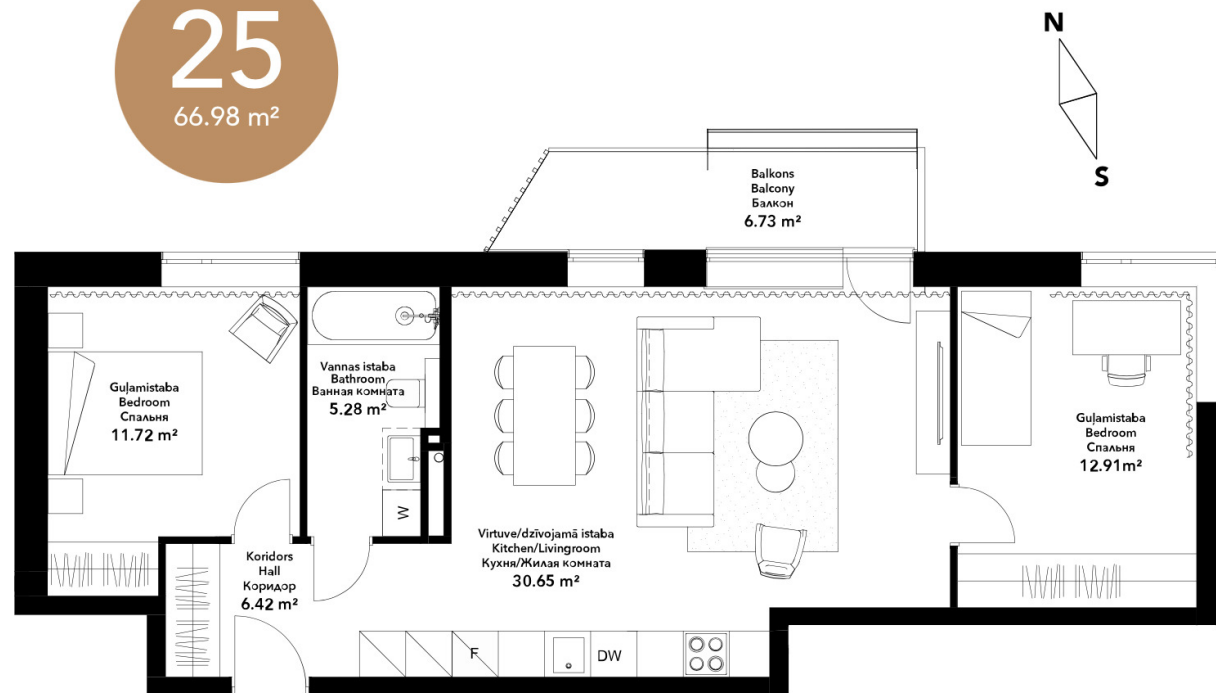 25
66.98 m²
N
S
Balkons
Balcony
Балкон
6.73 m²
Guļamistaba
Bedroom
Спальня
11.72 m²
Vannas istaba
Bathroom
Ванная комната
5.28 m²
W
Guļamistaba
Bedroom
Спальня
12.91m²
Virtuve/dzīvojamā istaba
Kitchen/Livingroom
Кухня/Жилая комната
30.65 m²
Koridors
Hall
Коридор
6.42 m²
F
DW